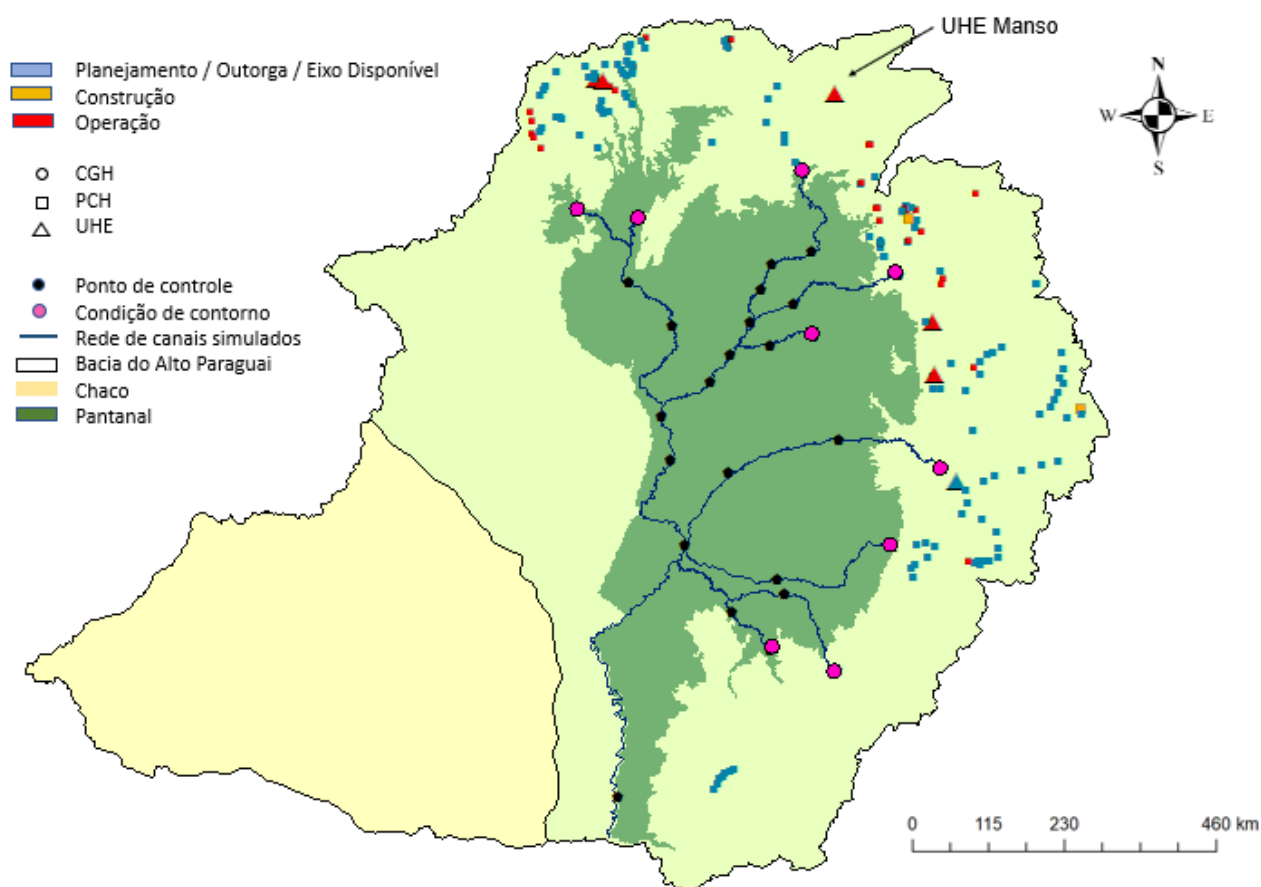 UHE Manso
Planejamento / Outorga / Eixo Disponível
Construção
Operação
CGH
PCH
UHE
Ponto de controle
Condição de contorno
Rede de canais simulados
Bacia do Alto Paraguai
Chaco
Pantanal
N
W E
S
0 115 230 460 km